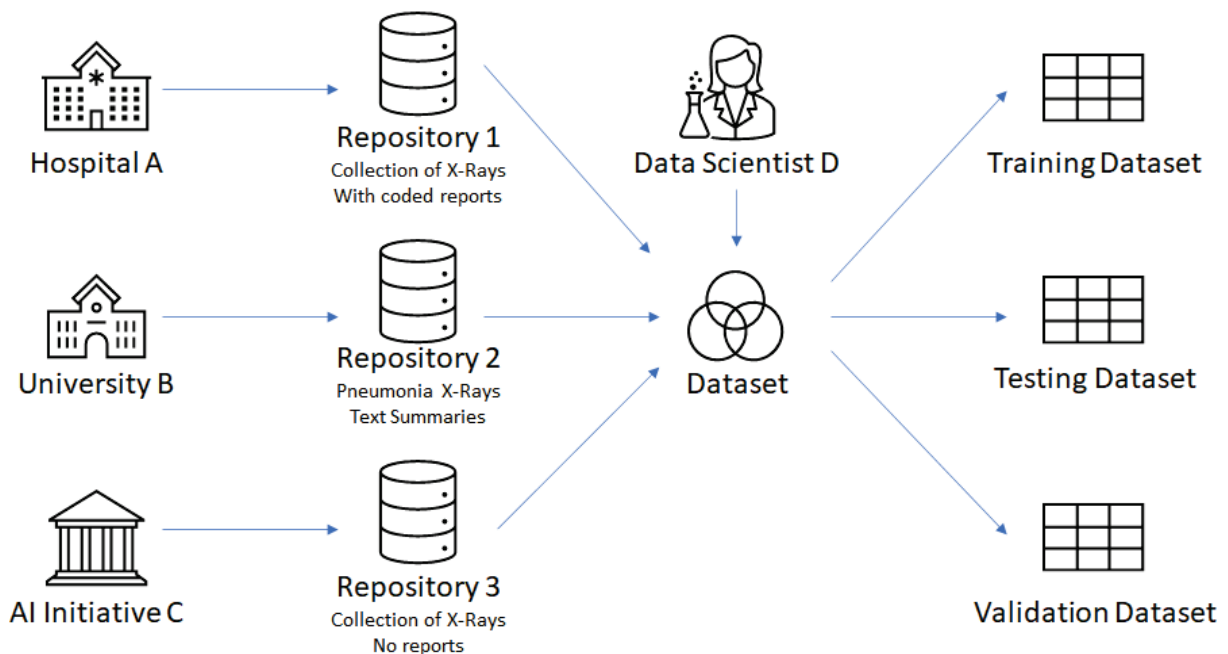 Hospital A
Repository 1
Collection of X-Rays
With coded reports
Data Scientist D
Training Dataset
University B
Repository 2
Pneumonia X-Rays
Text Summaries
Dataset
Testing Dataset
AI Initiative C
Repository 3
Collection of X-Rays
No reports
Validation Dataset